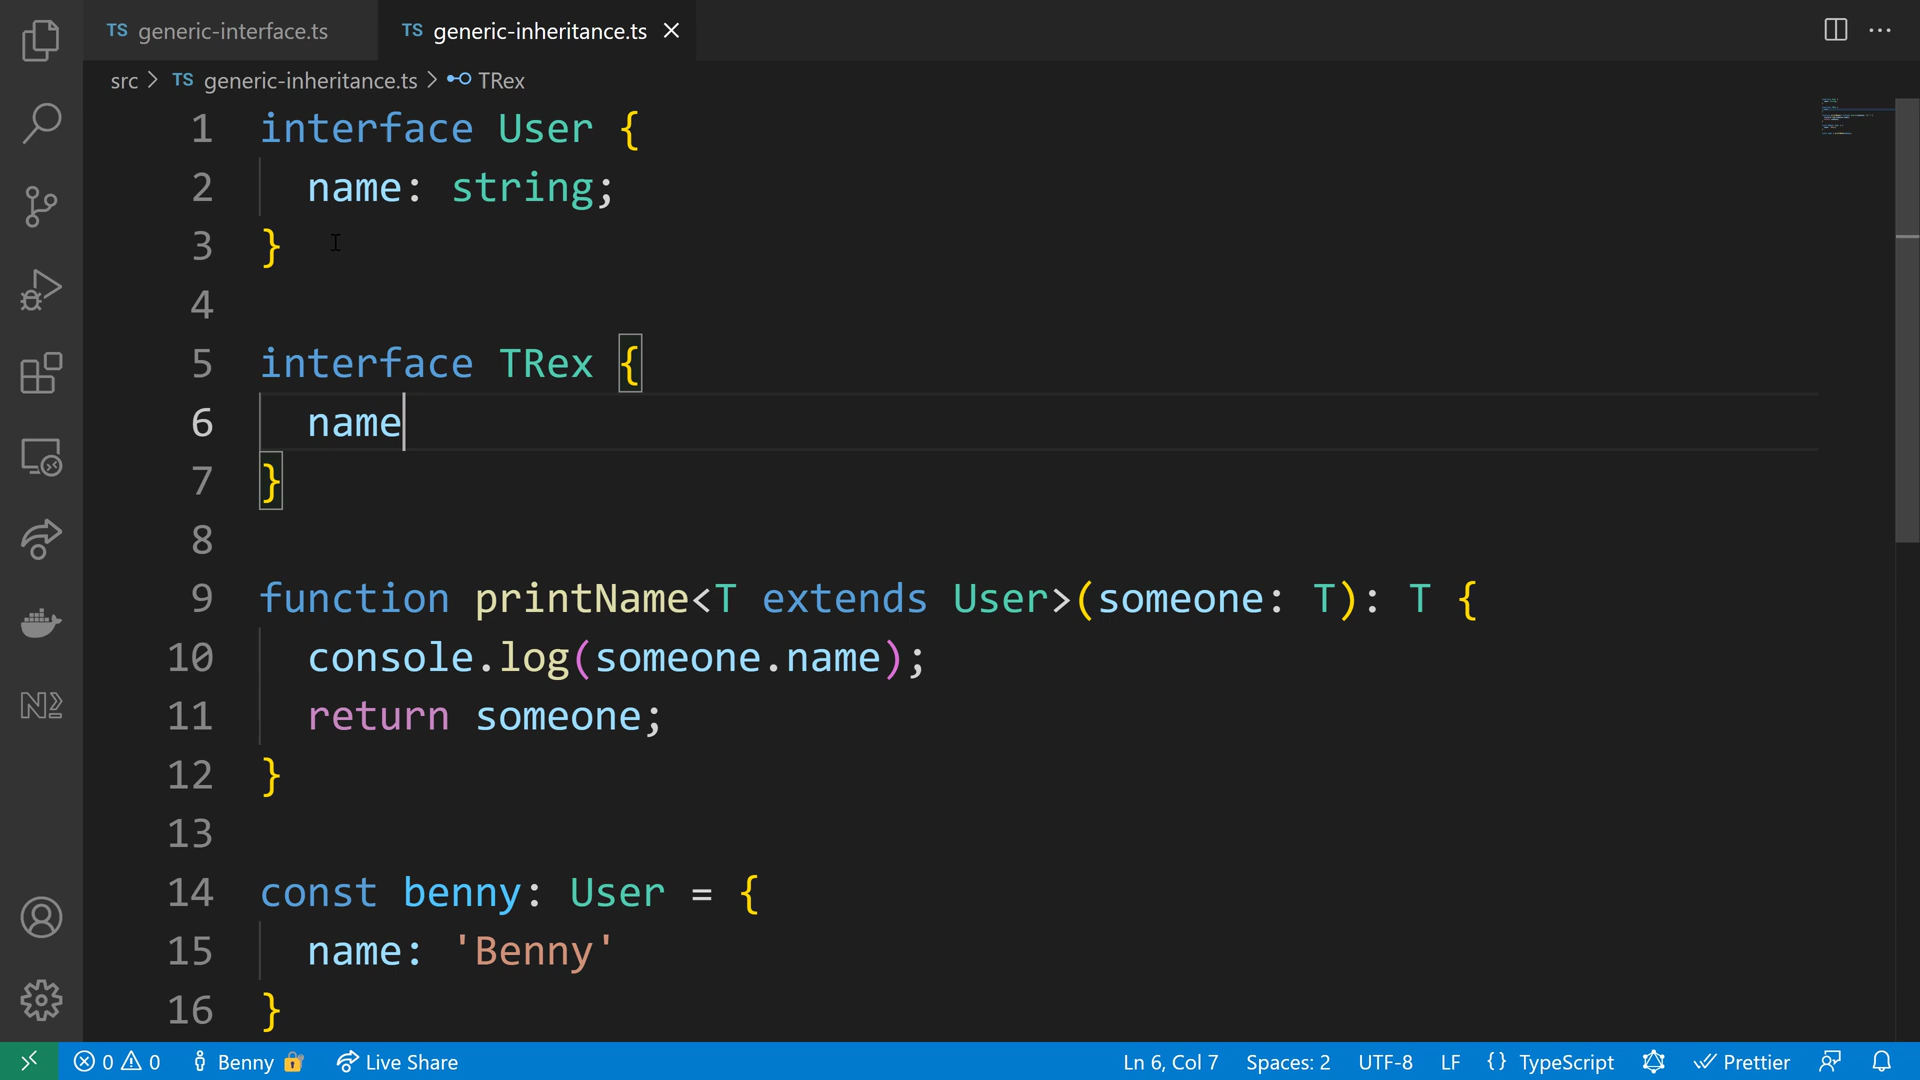 TS generic-interface.ts TS generic-inheritance.ts
src > TS generic-inheritance.ts > TRex
1 interface User {
2 name: string;
3 }
4
5 interface TRex {
6 name
7 }
8
9 function printName<T extends User>(someone: T): T {
10 console.log(someone.name);
11 return someone;
12 }
13
14 const benny: User = {
15 name: 'Benny'
16 }
0 0 Benny Live Share Ln 6, Col 7 Spaces: 2 UTF-8 LF {} TypeScript Prettier